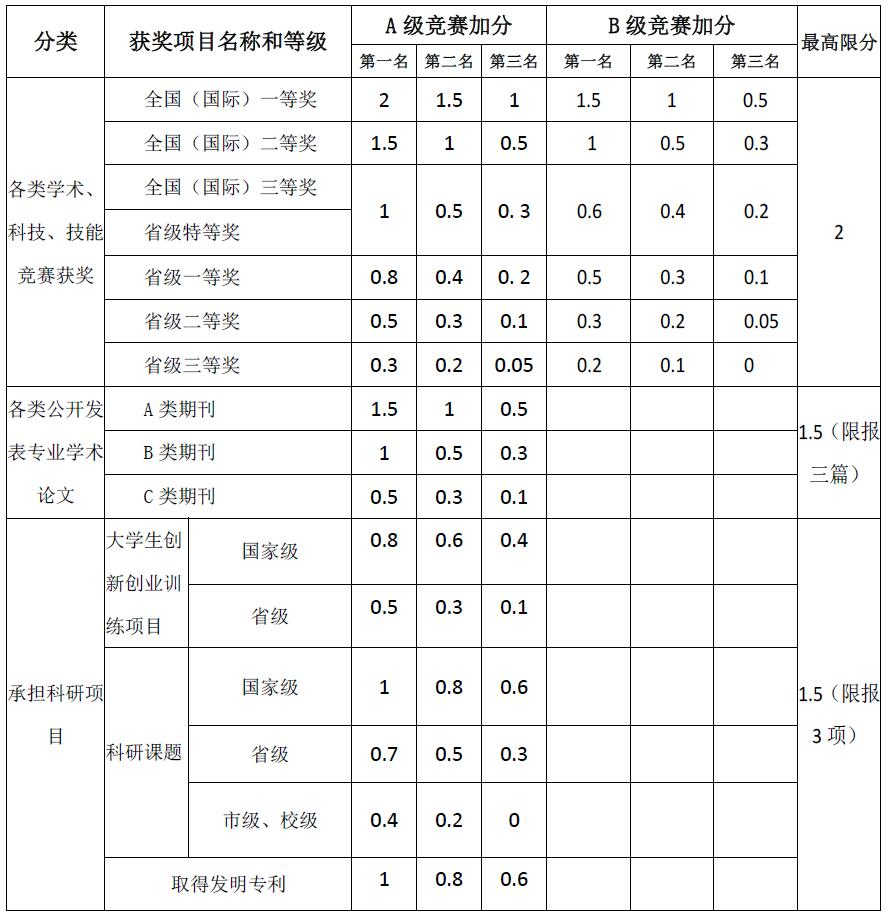 分类 获奖项目名称和等级 A 级竞赛加分 B 级竞赛加分 最高限分
第一名 第二名 第三名 第一名 第二名 第三名
各类学术、科技、技能竞赛获奖
全国（国际）一等奖 2 1.5 1 1.5 1 0.5
全国（国际）二等奖 1.5 1 0.5 1 0.5 0.3
全国（国际）三等奖
省级特等奖
1 0.5 0. 3 0.6 0.4 0.2
2
省级一等奖 0.8 0.4 0. 2 0.5 0.3 0.1
省级二等奖 0.5 0.3 0.1 0.3 0.2 0.05
省级三等奖 0.3 0.2 0.05 0.2 0.1 0
各类公开发
表专业学术
论文
A 类期刊 1.5 1 0.5
B 类期刊 1 0.5 0.3
C 类期刊 0.5 0.3 0.1
1.5（限报
三篇）
承担科研项
目
大学生创
新创业训
练项目
国家级 0.8 0.6 0.4
省级 0.5 0.3 0.1
科研课题
国家级 1 0.8 0.6
省级 0.7 0.5 0.3
市级、校级 0.4 0.2 0
取得发明专利 1 0.8 0.6
1.5（限报
3 项）